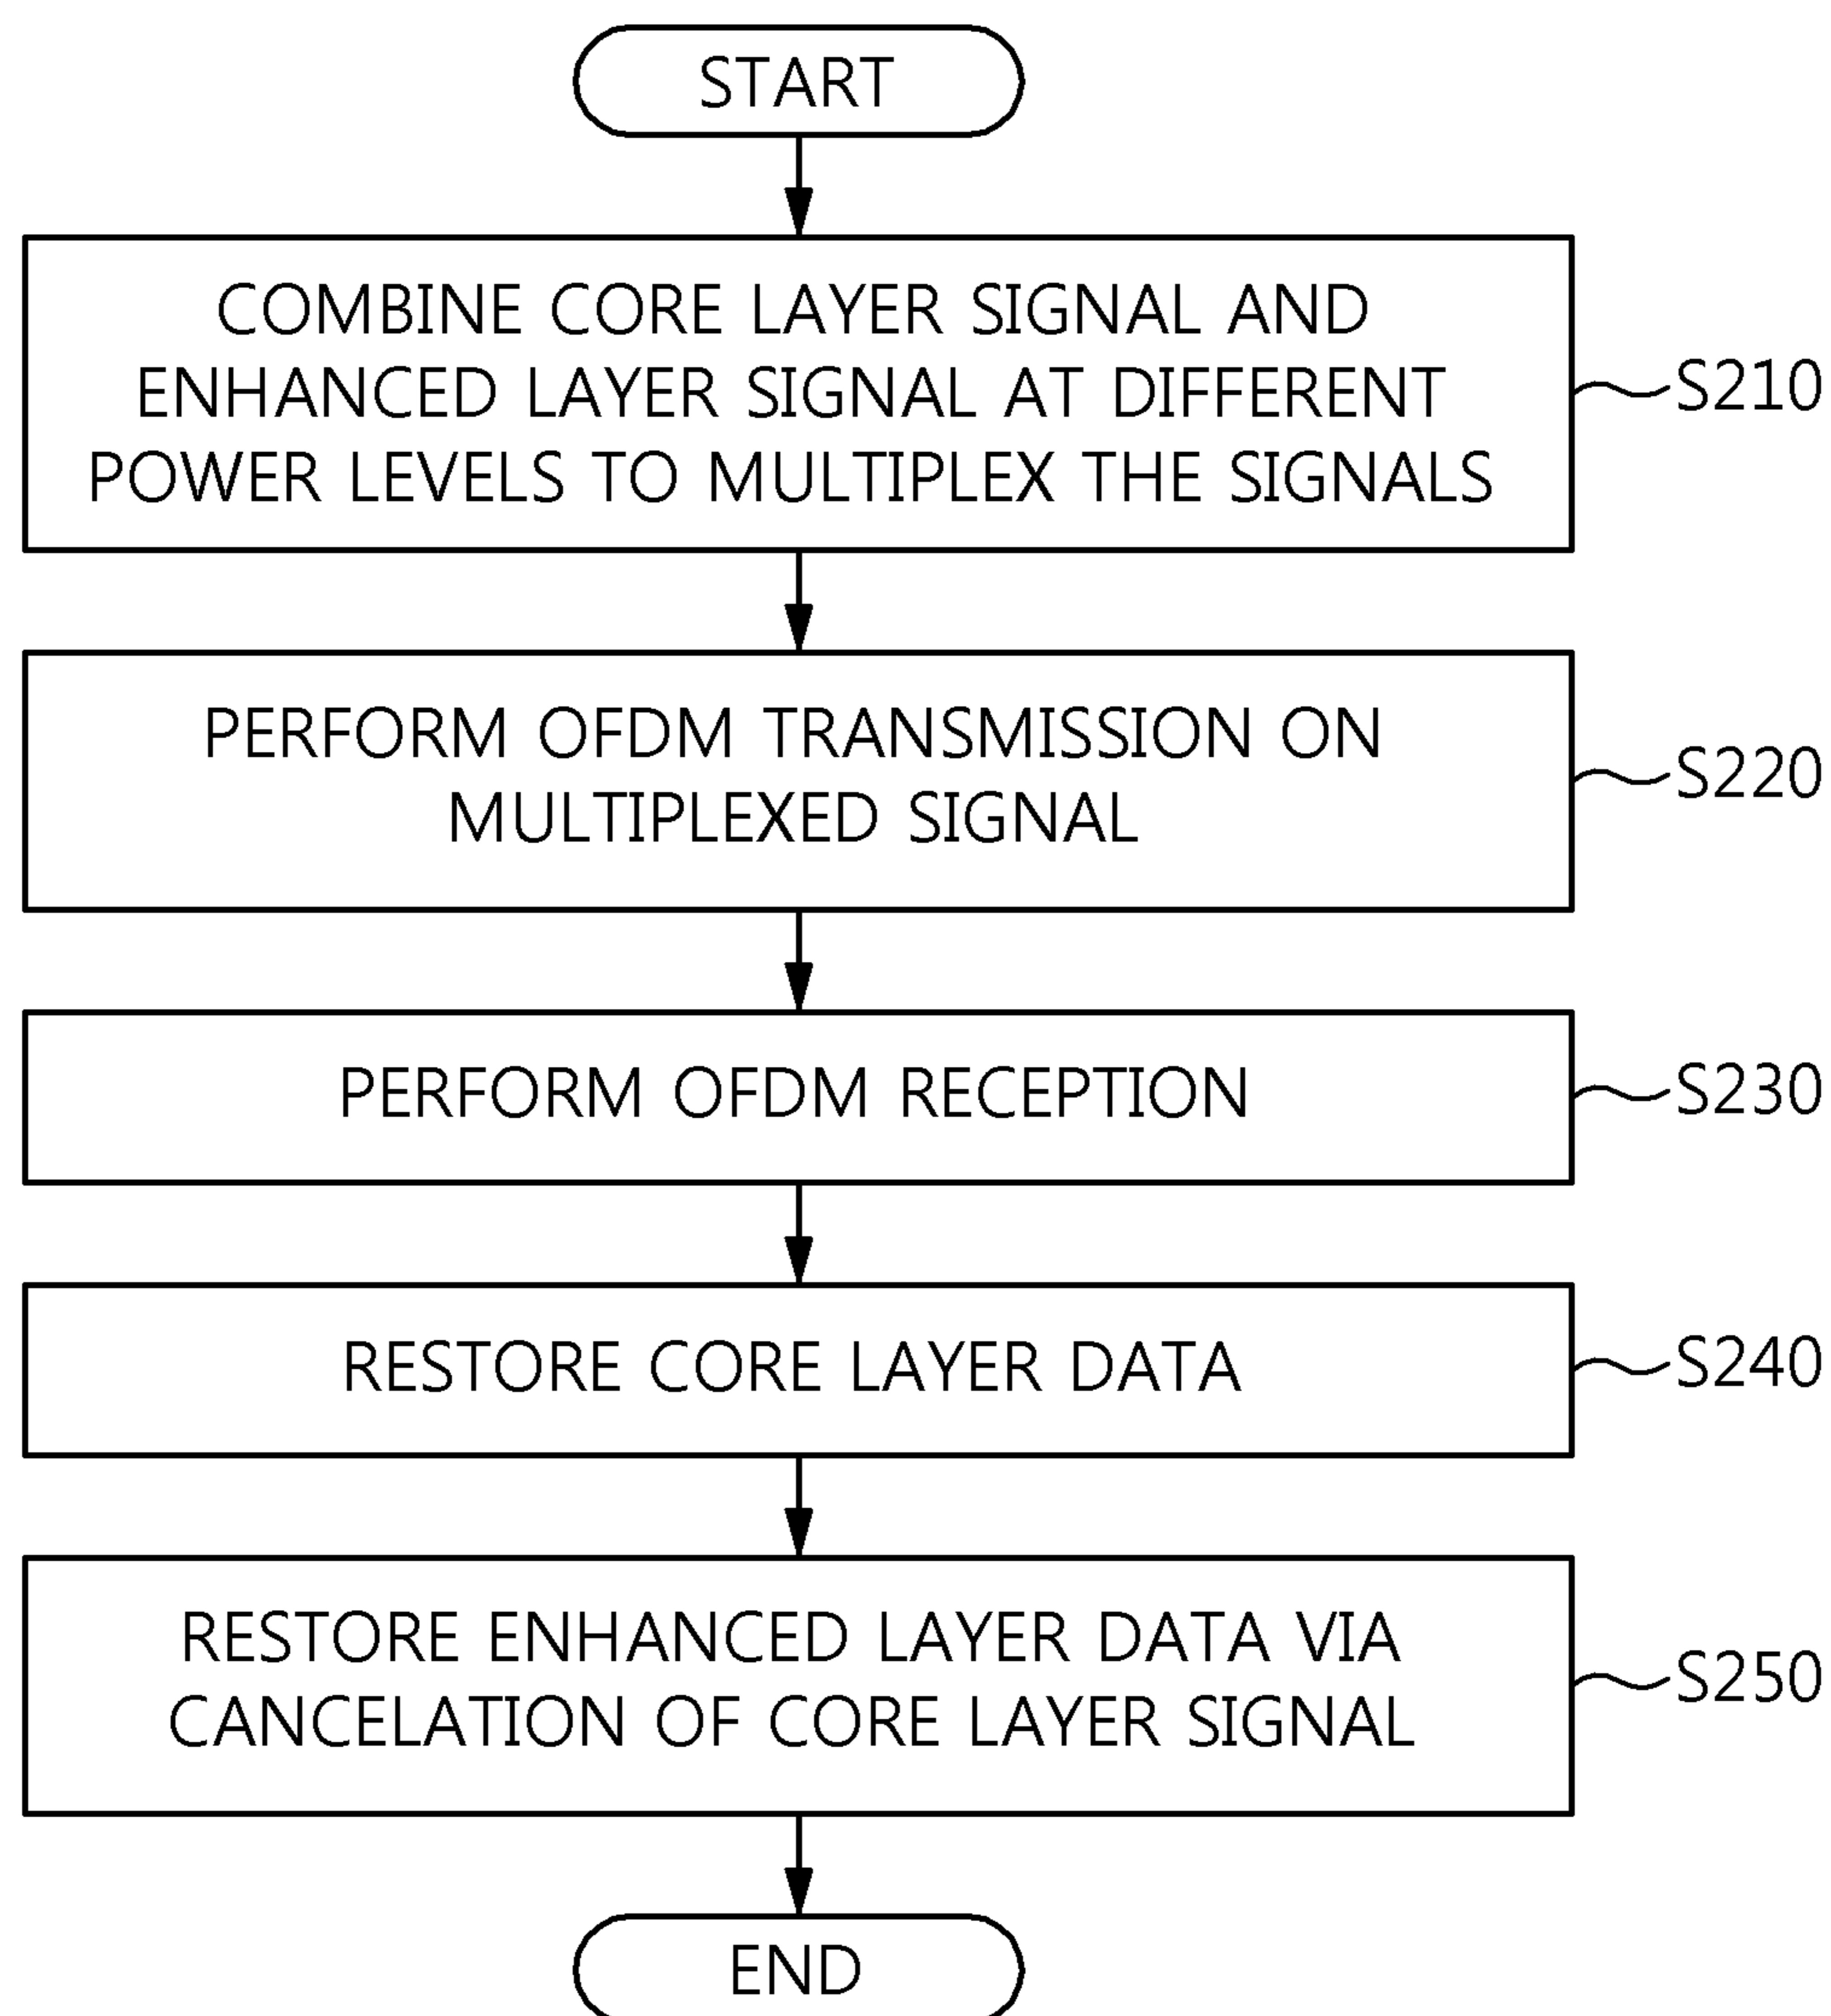 START
COMBINE CORE LAYER SIGNAL AND
ENHANCED LAYER SIGNAL AT DIFFERENT
POWER LEVELS TO MULTIPLEX THE SIGNALS
S210
PERFORM OFDM TRANSMISSION ON
MULTIPLEXED SIGNAL
S220
PERFORM OFDM RECEPTION
S230
RESTORE CORE LAYER DATA
S240
RESTORE ENHANCED LAYER DATA VIA
CANCELATION OF CORE LAYER SIGNAL
S250
END